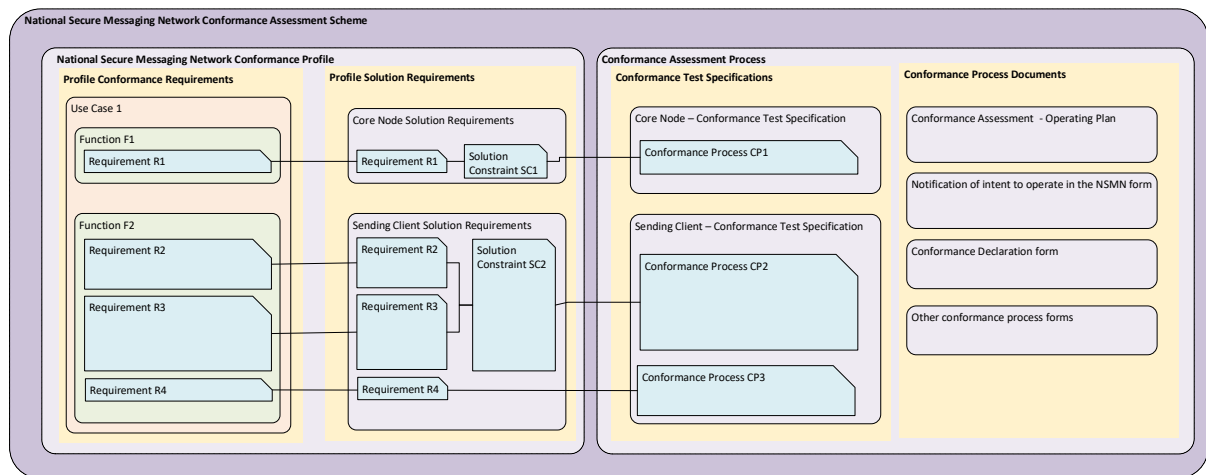 National Secure Messaging Network Conformance Assessment Scheme
National Secure Messaging Network Conformance Profile
Profile Conformance Requirements
Use Case 1
Function F1
Requirement R1
Function F2
Requirement R2
Requirement R3
Requirement R4
Profile Solution Requirements
Core Node Solution Requirements
Requirement R1
Solution
Constraint SC1
Sending Client Solution Requirements
Requirement R2
Solution
Constraint SC2
Requirement R3
Requirement R4
Conformance Assessment Process
Conformance Test Specifications
Core Node – Conformance Test Specification
Conformance Process CP1
Sending Client – Conformance Test Specification
Conformance Process CP2
Conformance Process CP3
Conformance Process Documents
Conformance Assessment - Operating Plan
Notification of intent to operate in the NSMN form
Conformance Declaration form
Other conformance process forms